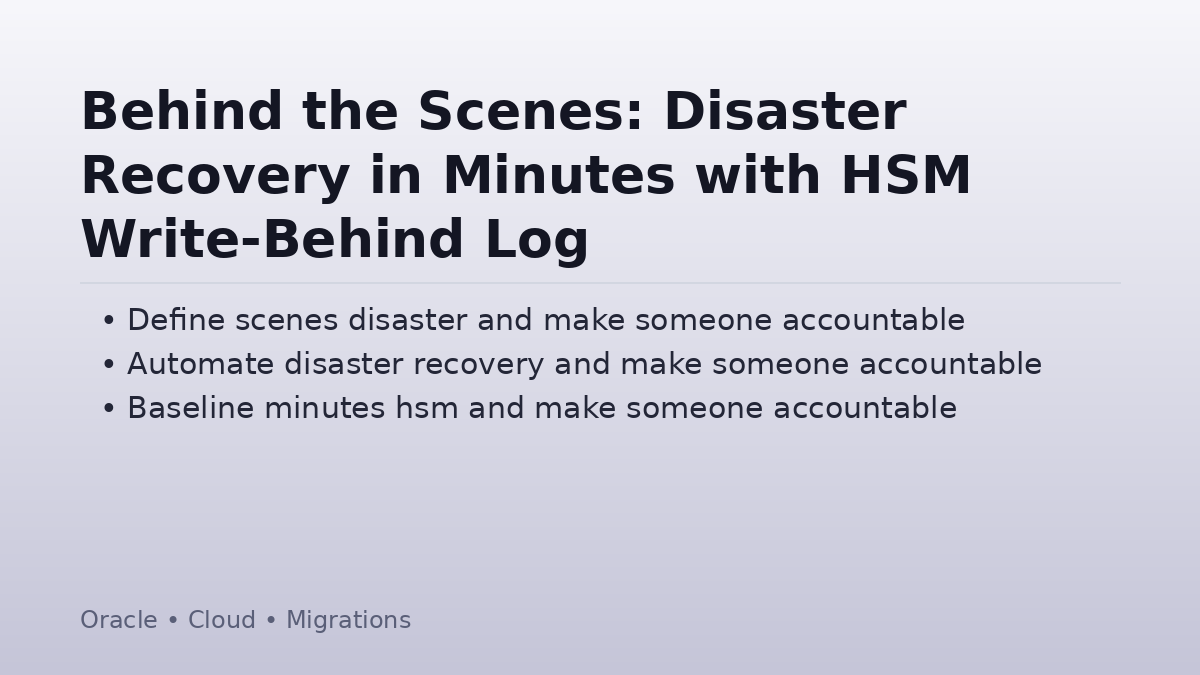 Behind the Scenes: Disaster
Recovery in Minutes with HSM
Write-Behind Log
• Define scenes disaster and make someone accountable
• Automate disaster recovery and make someone accountable
• Baseline minutes hsm and make someone accountable
Oracle • Cloud • Migrations